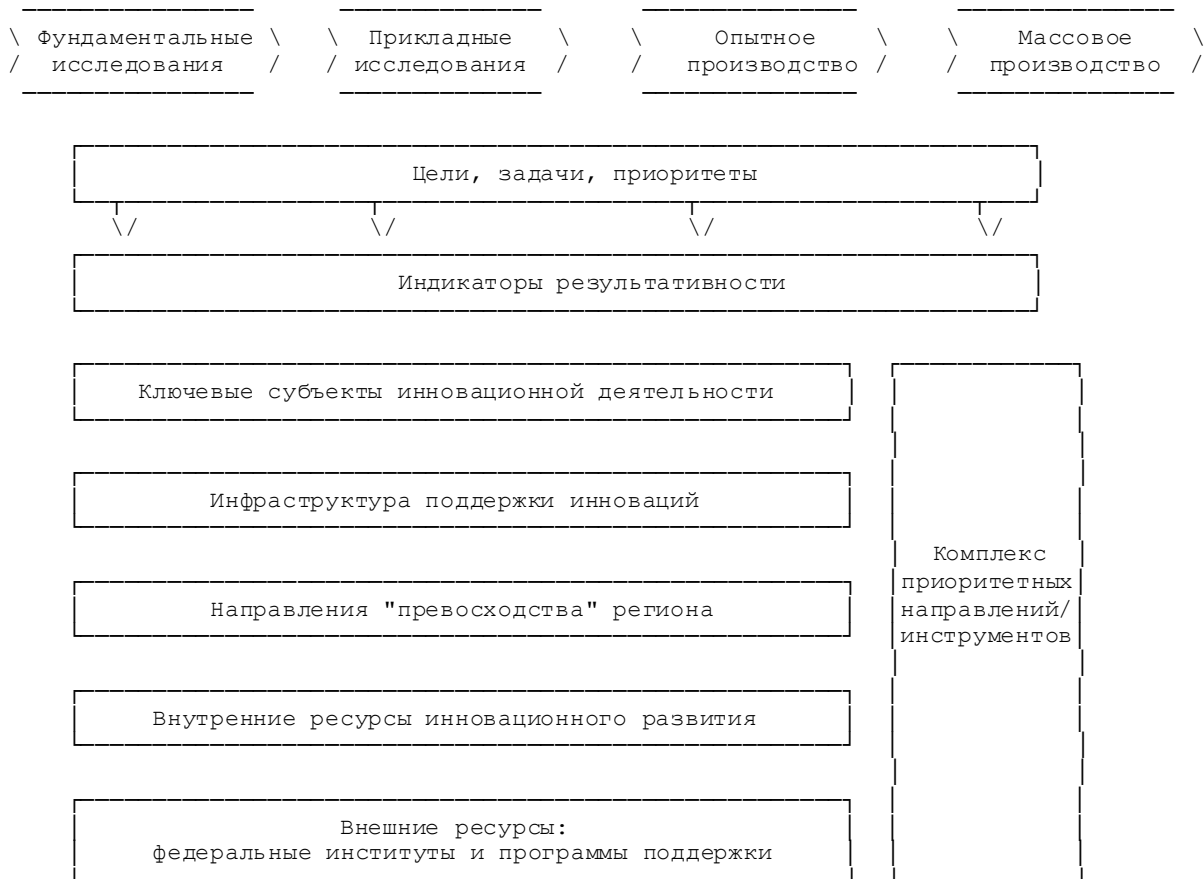 Фундаментальные Прикладные Опытное Массовое
исследования исследования производство производство
Цели, задачи, приоритеты
Индикаторы результативности
Ключевые субъекты инновационной деятельности
Инфраструктура поддержки инноваций
Комплекс
приоритетных
Направления "превосходства" региона направлений/
инструментов
Внутренние ресурсы инновационного развития
Внешние ресурсы:
федеральные институты и программы поддержки